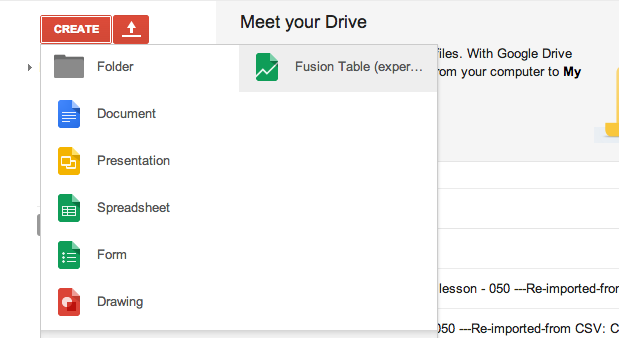 CREATE
Meet your Drive
Folder
Fusion Table (exper...
files. With Google Drive
Document
rom your computer to My
Presentation
Spreadsheet
Form
lesson - 050 ---Re-imported-fro
Drawing
050 ---Re-imported-from CSV: C